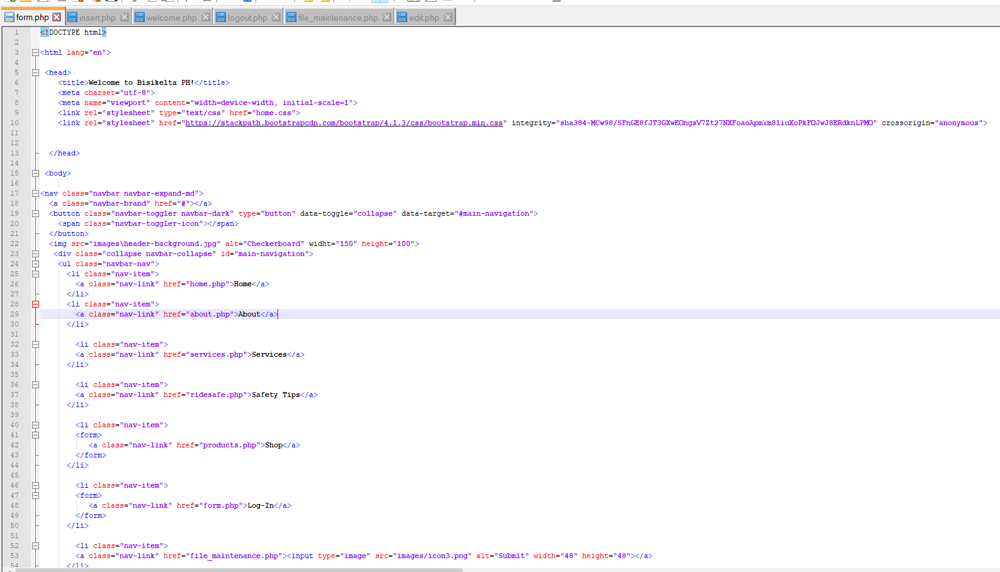 form.php insert.php welcome.php logout.php file_maintenance.php edit.php
1 <!DOCTYPE html>
2
3 <html lang="en">
4
5 <head>
6 <title>Welcome to Bisikelta PH!</title>
7 <meta charset="utf-8">
8 <meta name="viewport" content="width=device-width, initial-scale=1">
9 <link rel="stylesheet" type="text/css" href="home.css">
10 <link rel="stylesheet" href="https://stackpath.bootstrapcdn.com/bootstrap/4.1.3/css/bootstrap.min.css" integrity="sha384-MCw98/SFnGE8fJT3GXwEOngsV7Zt27NXFoaoApmYm81iuXoPkFOJwJ8ERdknLPMO" crossorigin="anonymous">
11
12
13 </head>
14
15 <body>
16
17 <nav class="navbar navbar-expand-md">
18 <a class="navbar-brand" href="#"></a>
19 <button class="navbar-toggler navbar-dark" type="button" data-toggle="collapse" data-target="#main-navigation">
20 <span class="navbar-toggler-icon"></span>
21 </button>
22 <img src="images\header-background.jpg" alt="Checkerboard" widht="150" height="100">
23 <div class="collapse navbar-collapse" id="main-navigation">
24 <ul class="navbar-nav">
25 <li class="nav-item">
26 <a class="nav-link" href="home.php">Home</a>
27 </li>
28 <li class="nav-item">
29 <a class="nav-link" href="about.php">About</a>
30 </li>
31
32 <li class="nav-item">
33 <a class="nav-link" href="services.php">Services</a>
34 </li>
35
36 <li class="nav-item">
37 <a class="nav-link" href="ridesafe.php">Safety Tips</a>
38 </li>
39
40 <li class="nav-item">
41 <form>
42 <a class="nav-link" href="products.php">Shop</a>
43 </form>
44 </li>
45
46 <li class="nav-item">
47 <form>
48 <a class="nav-link" href="form.php">Log-In</a>
49 </form>
50 </li>
51
52 <li class="nav-item">
53 <a class="nav-link" href="file_maintenance.php"><input type="image" src="images/icon3.png" alt="Submit" width="48" height="48"></a>
54 </li>